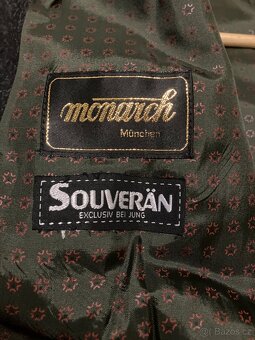 monarch
München
SOUVERÄN
EXCLUSIV BEI JUNG